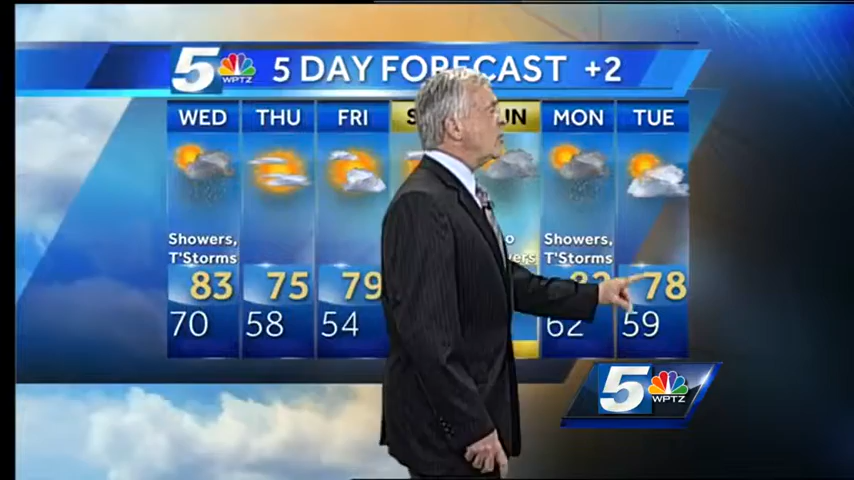 5 WPTZ 5 DAY FORECAST +2
WED THU FRI S UN MON TUE
Showers, T'Storms
Showers, T'Storms
83 75 79 78
70 58 54 62 59
5 WPTZ